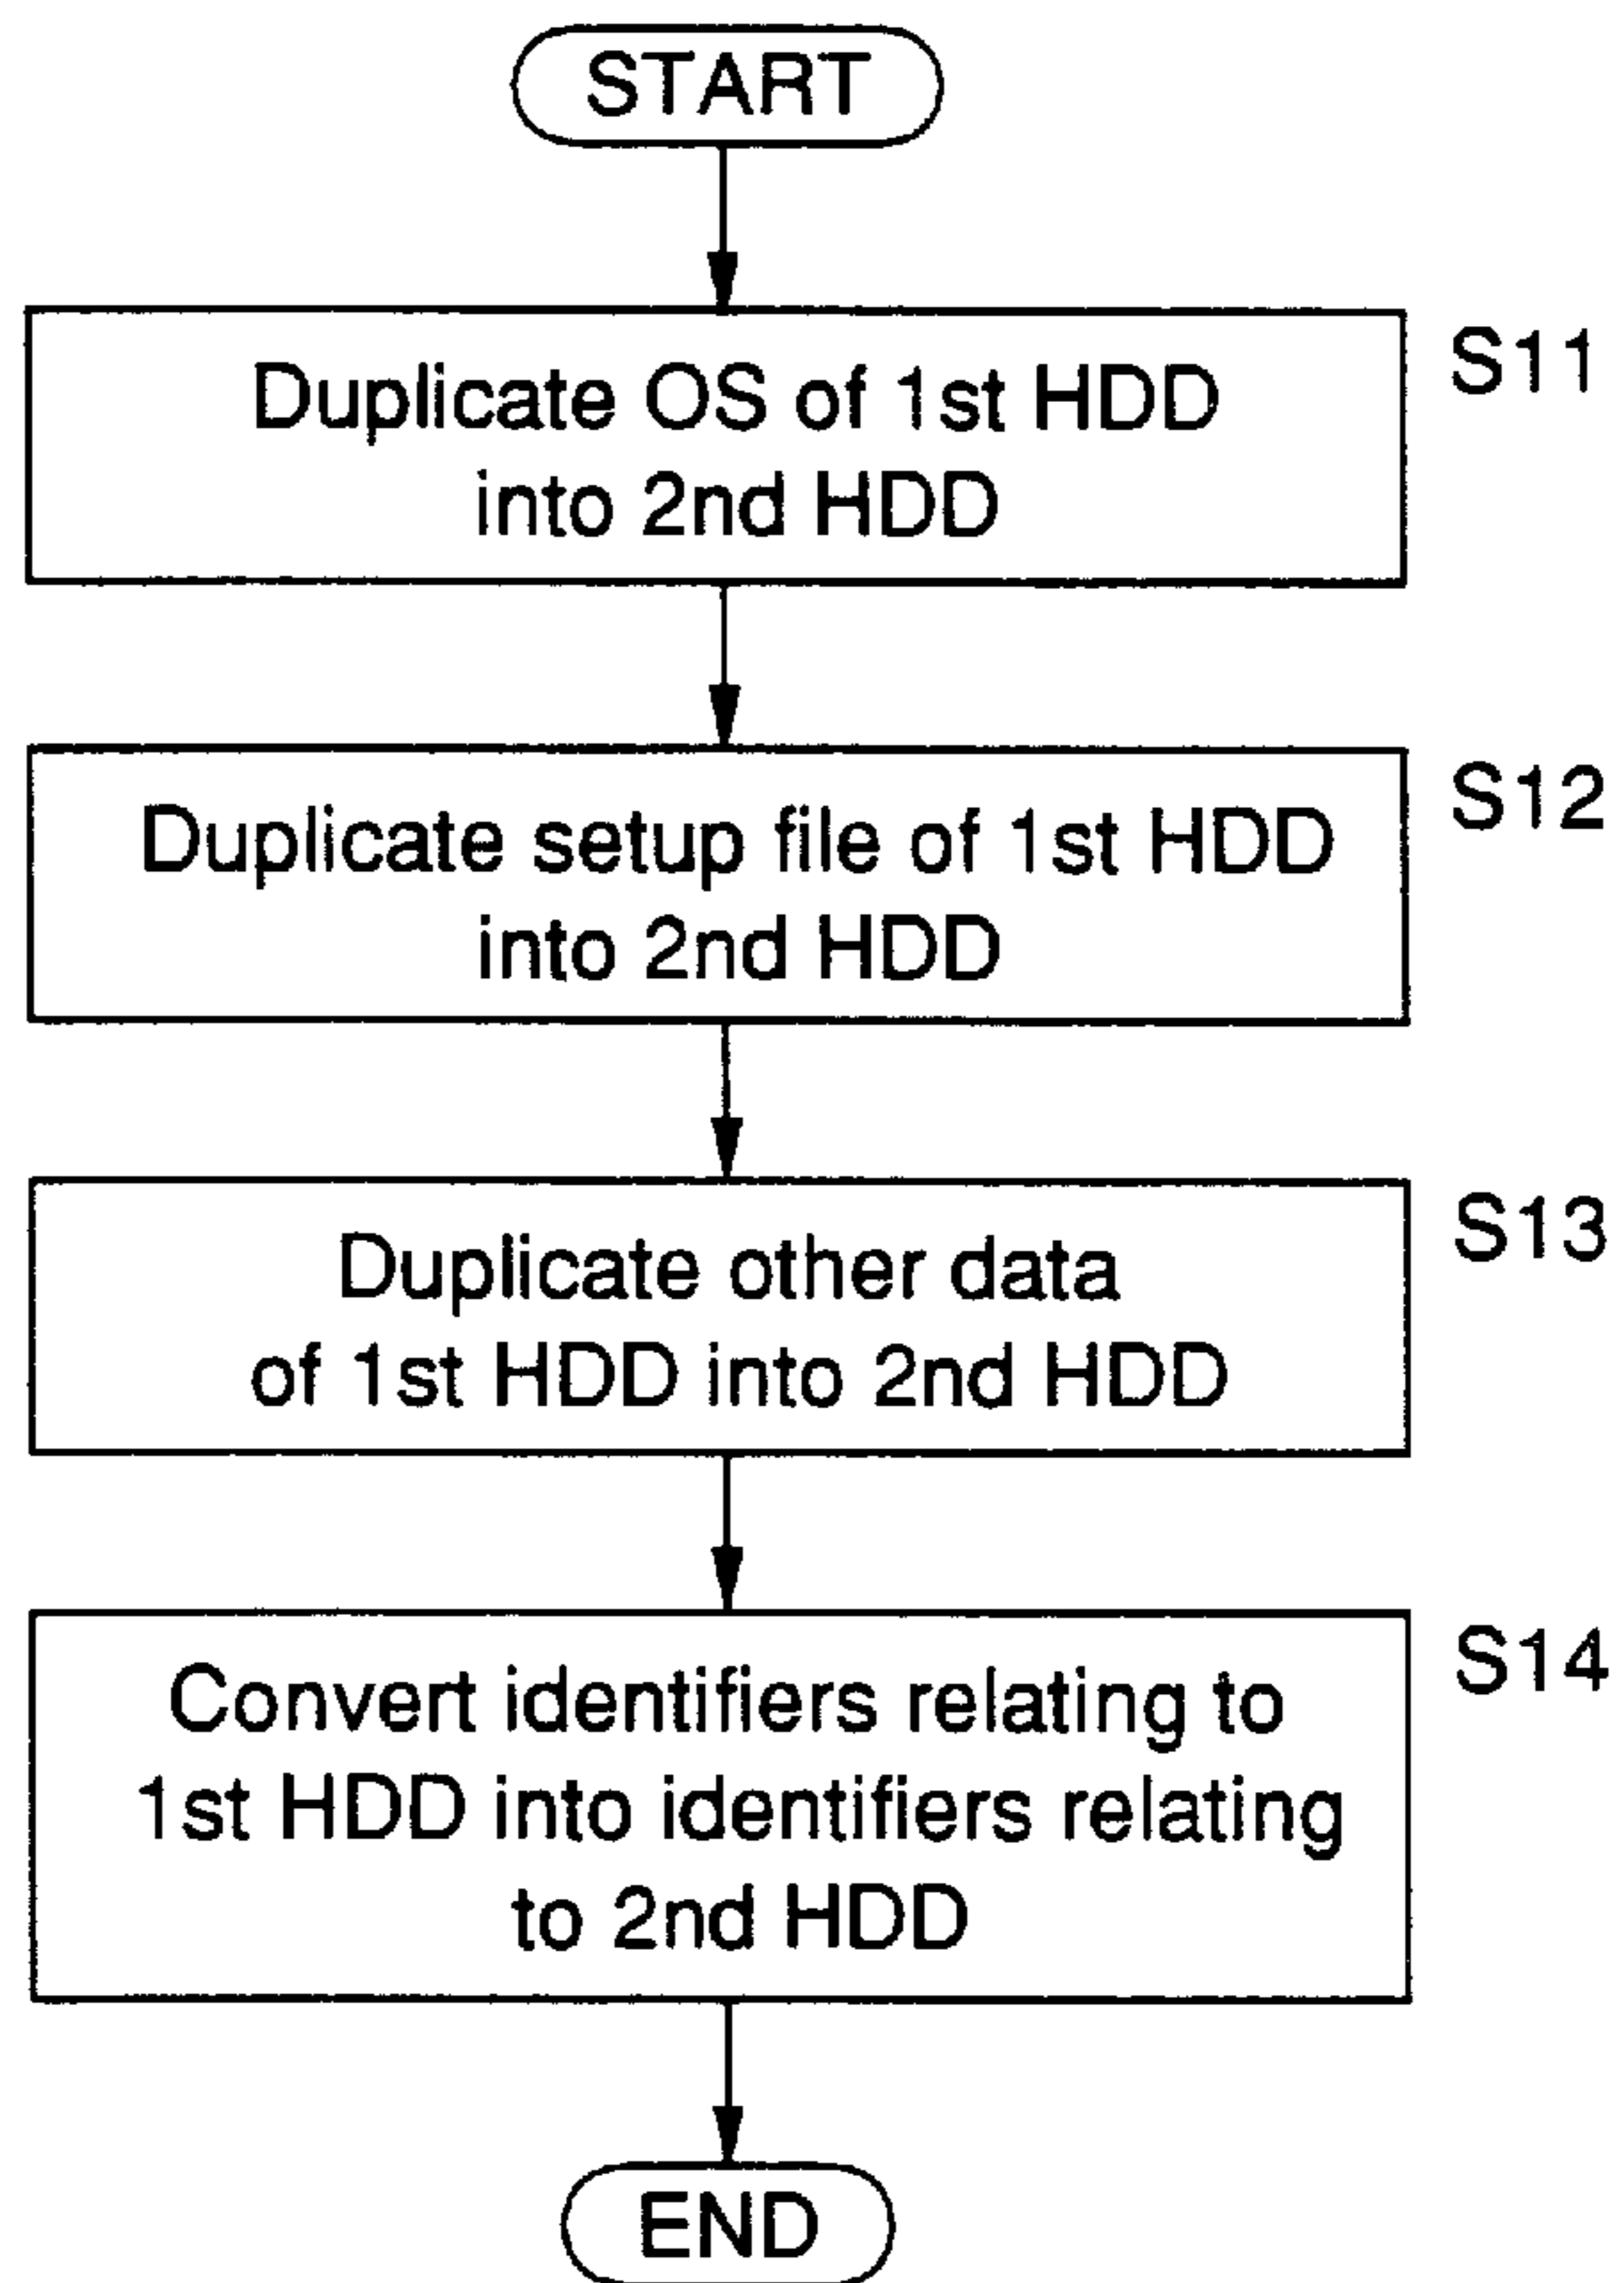 START
Duplicate OS of 1st HDD
into 2nd HDD
S11
Duplicate setup file of 1st HDD
into 2nd HDD
S12
Duplicate other data
of 1st HDD into 2nd HDD
S13
Convert identifiers relating to
1st HDD into identifiers relating
to 2nd HDD
S14
END